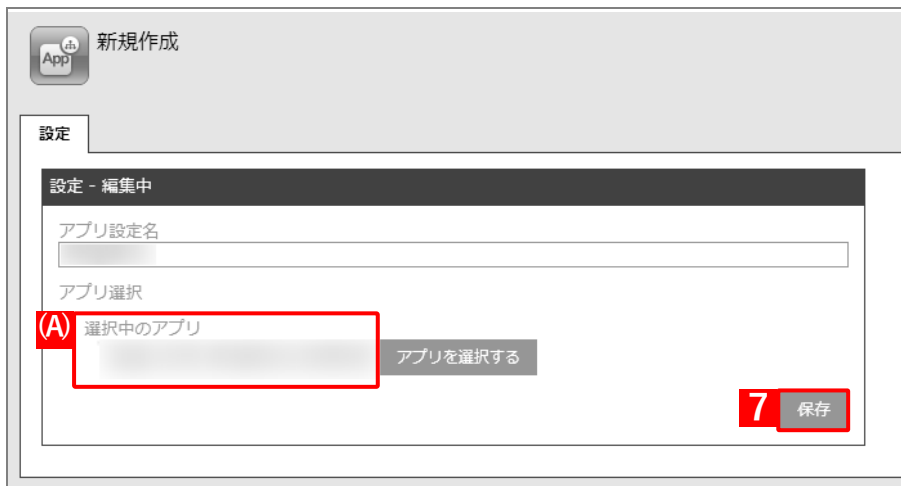 App
新規作成
設定
設定 - 編集中
アプリ設定名
アプリ選択
(A) 選択中のアプリ
アプリを選択する
7 保存